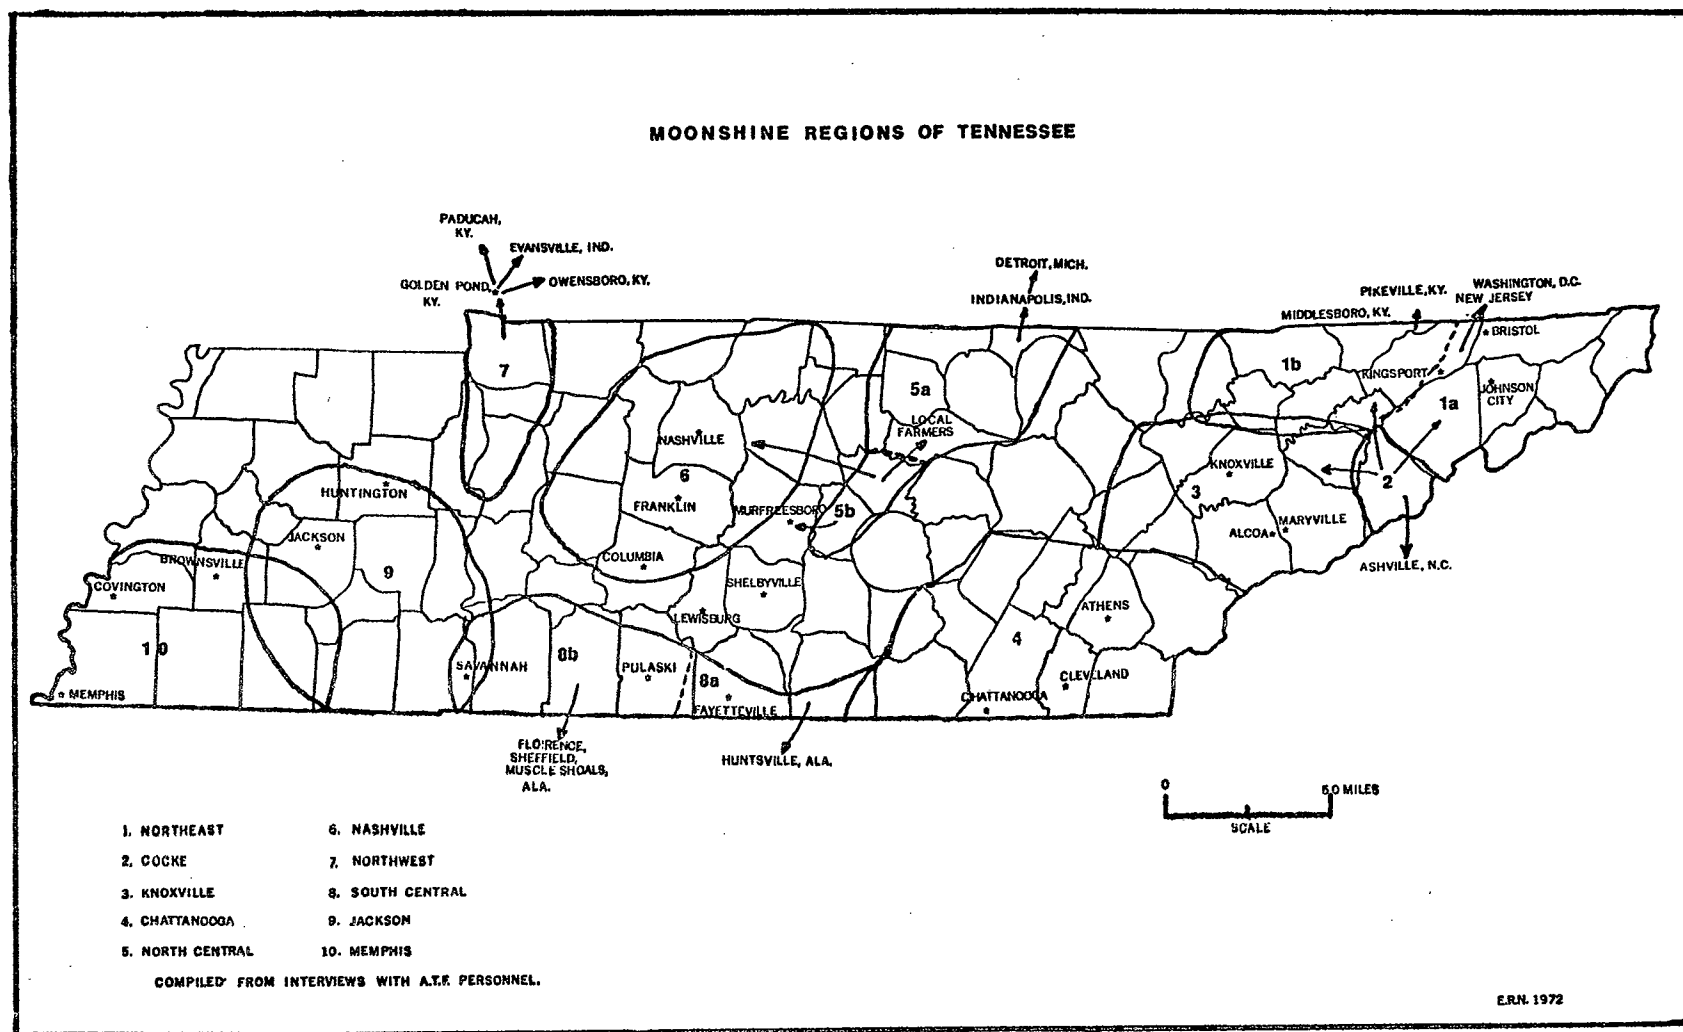 MOONSHINE REGIONS OF TENNESSEE
PADUCAH,
KY.
EVANSVILLE, IND.
GOLDEN POND,
KY.
OWENSBORO, KY.
DETROIT, MICH.
INDIANAPOLIS, IND.
PIKEVILLE, KY.
WASHINGTON, D.C.
NEW JERSEY
MIDDLESBORO, KY.
BRISTOL
7
1b
KINGSPORT
JOHNSON
CITY
5a
1a
LOCAL
FARMERS
NASHVILLE
6
FRANKLIN
MURFREESBORO
5b
KNOXVILLE
3
2
HUNTINGTON
JACKSON
ALCOA
MARYVILLE
BROWNSVILLE
COVINGTON
9
COLUMBIA
SHELBYVILLE
ASHVILLE, N.C.
LEWISBURG
ATHENS
4
10
MEMPHIS
SAVANNAH
8b
PULASKI
8a
FAYETTEVILLE
CHATTANOOGA
CLEVELAND
FLORENCE,
SHEFFIELD,
MUSCLE SHOALS,
ALA.
HUNTSVILLE, ALA.
0
50 MILES
SCALE
1. NORTHEAST
2. COCKE
3. KNOXVILLE
4. CHATTANOOGA
5. NORTH CENTRAL
6. NASHVILLE
7. NORTHWEST
8. SOUTH CENTRAL
9. JACKSON
10. MEMPHIS
COMPILED FROM INTERVIEWS WITH A.T.F. PERSONNEL.
E.R.N. 1972